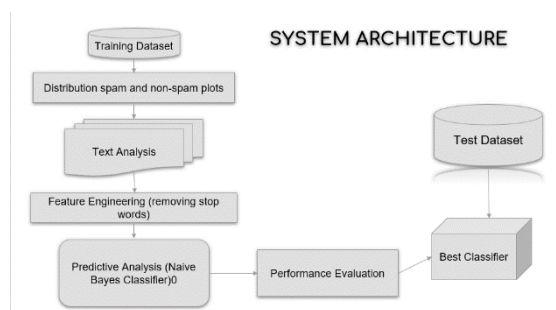 SYSTEM ARCHITECTURE
Training Dataset
Distribution spam and non-spam plots
Text Analysis
Feature Engineering (removing stop
words)
Predictive Analysis (Naive
Bayes Classifier)0
Performance Evaluation
Test Dataset
Best Classifier